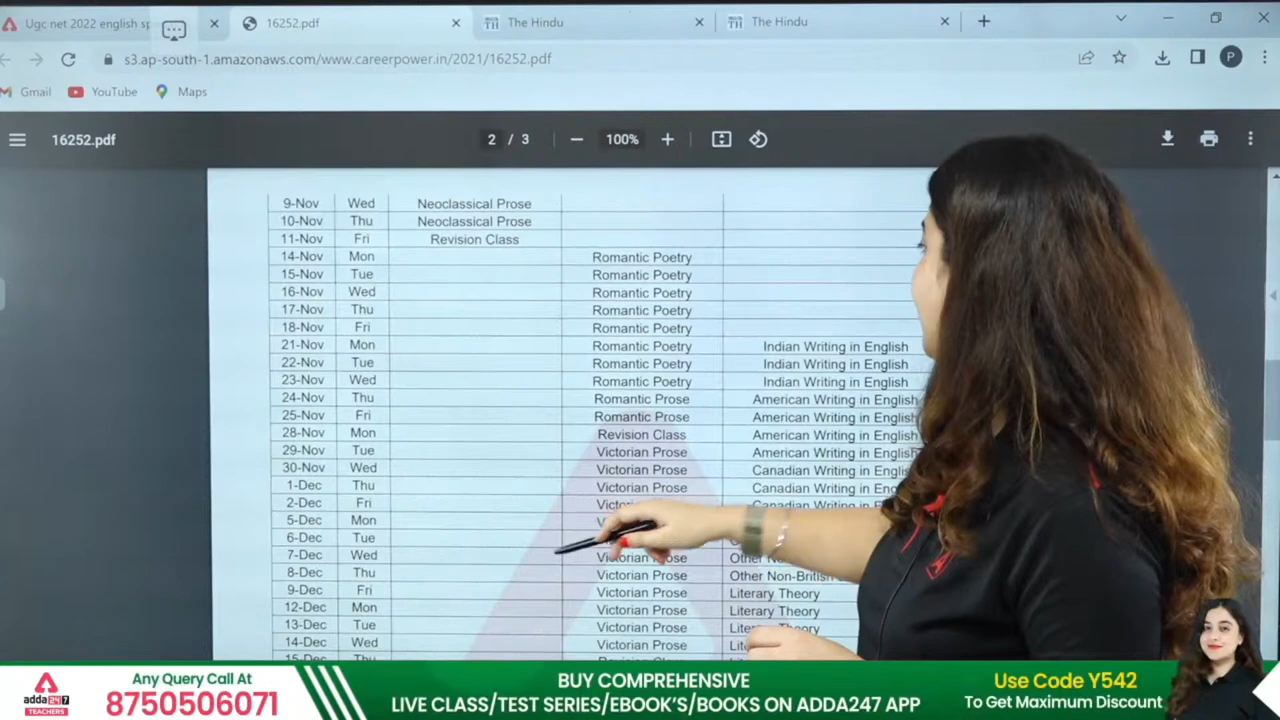 Ugc net 2022 english sp
16252.pdf
The Hindu
The Hindu
s3.ap-south-1.amazonaws.com/www.careerpower.in/2021/16252.pdf
P
Gmail YouTube Maps
16252.pdf 2 / 3 100%
9-Nov Wed Neoclassical Prose
10-Nov Thu Neoclassical Prose
11-Nov Fri Revision Class
14-Nov Mon Romantic Poetry
15-Nov Tue Romantic Poetry
16-Nov Wed Romantic Poetry
17-Nov Thu Romantic Poetry
18-Nov Fri Romantic Poetry
21-Nov Mon Romantic Poetry Indian Writing in English
22-Nov Tue Romantic Poetry Indian Writing in English
23-Nov Wed Romantic Poetry Indian Writing in English
24-Nov Thu Romantic Prose American Writing in English
25-Nov Fri Romantic Prose American Writing in English
28-Nov Mon Revision Class American Writing in English
29-Nov Tue Victorian Prose American Writing in English
30-Nov Wed Victorian Prose Canadian Writing in
1-Dec Thu Victorian Prose Canadian Writing in
2-Dec Fri Canadian Writing in
5-Dec Mon
6-Dec Tue
7-Dec Wed Victorian Prose Other
8-Dec Thu Victorian Prose Other Non-British
9-Dec Fri Victorian Prose Literary Theory
12-Dec Mon Victorian Prose Literary Theory
13-Dec Tue Victorian Prose Theory
14-Dec Wed Victorian Prose
15-Dec Thu
adda247
TEACHERS
Any Query Call At
8750506071
BUY COMPREHENSIVE
LIVE CLASS/TEST SERIES/EBOOK'S/BOOKS ON ADDA247 APP
Use Code Y542
To Get Maximum Discount